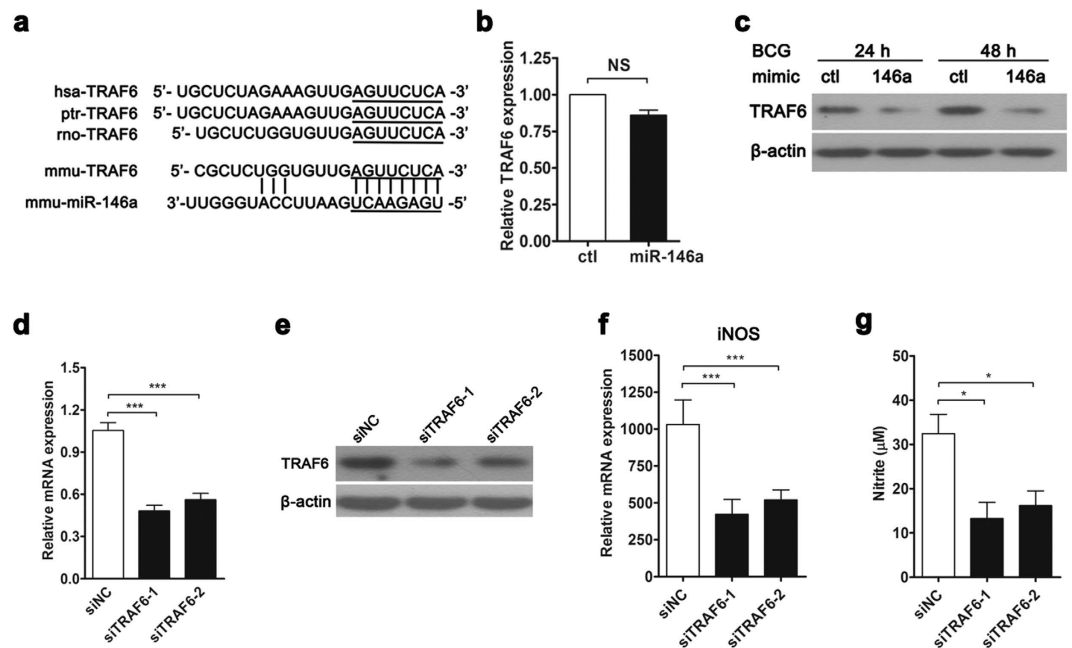 a
hsa-TRAF6 5'- UGCUCUAGAAAGUUGAGUUCUCA -3'
ptr-TRAF6 5'- UGCUCUAGAAAGUUGAGUUCUCA -3'
rno-TRAF6 5'- UGCUCUGGUGUUGAGUUCUCA -3'
mmu-TRAF6 5'- CGCUCUUGGUGUUGAGUUCUCA -3'
mmu-miR-146a 3'-UUGGGUACCUUAAGUCAAGAGU -5'
b
Relative TRAF6 expression
1.25
1.00
0.75
0.50
0.25
0.00
NS
ctl miR-146a
c
BCG 24 h 48 h
mimic ctl 146a ctl 146a
TRAF6
β-actin
d
Relative mRNA expression
1.5
1.2
0.9
0.6
0.3
0.0
***
***
siNC siTRAF6-1 siTRAF6-2
e
siNC siTRAF6-1 siTRAF6-2
TRAF6
β-actin
f
iNOS
Relative mRNA expression
1500
1250
1000
750
500
250
0
***
***
siNC siTRAF6-1 siTRAF6-2
g
Nitrite (μM)
50
40
30
20
10
0
*
*
siNC siTRAF6-1 siTRAF6-2